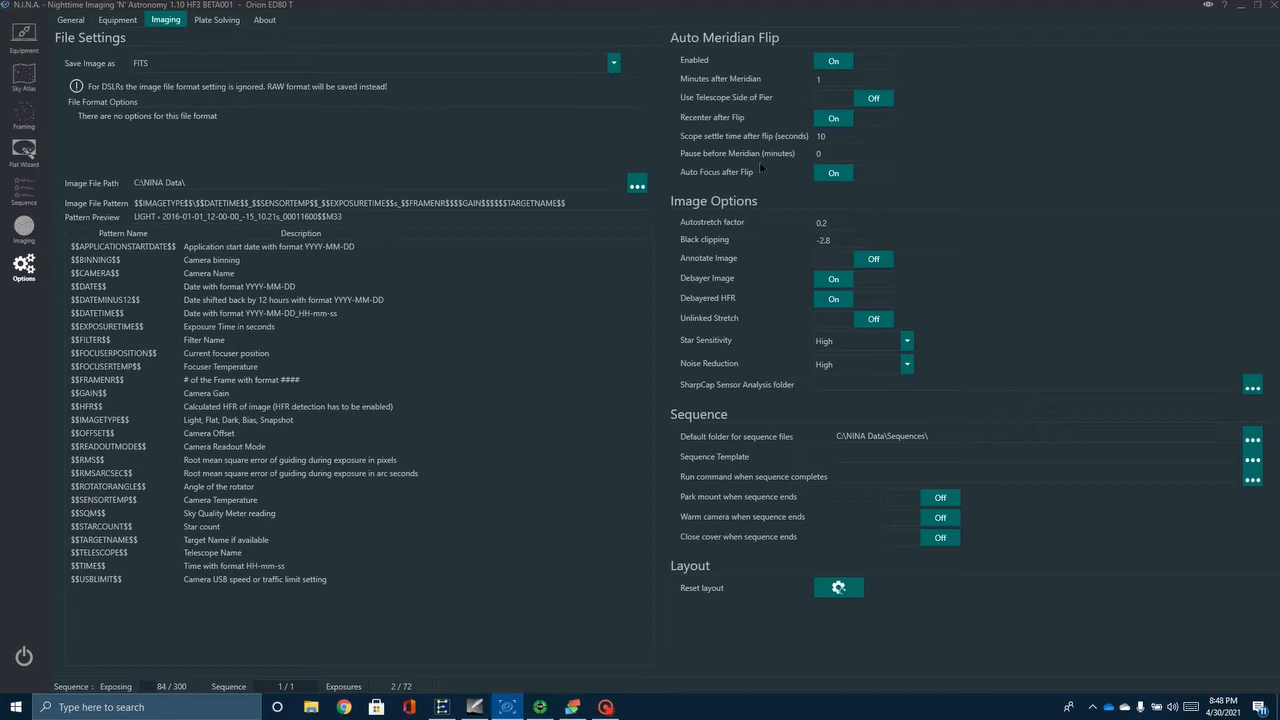 N.I.N.A. - Nighttime Imaging 'N' Astronomy 1.10 HF3 BETA001 - Orion ED80 T
General Equipment Imaging Plate Solving About
Equipment
Sky Atlas
Framing
Flat Wizard
Sequence
Imaging
Options
File Settings
Save Image as FITS
For DSLRs the image file format setting is ignored. RAW format will be saved instead!
File Format Options
There are no options for this file format
Image File Path C:\NINA Data\
Image File Pattern $$IMAGETYPE$$\$$DATETIME$$_$$SENSORTEMP$$_$$EXPOSURETIME$$s_$$FRAMENR$$$$GAIN$$$$$$TARGETNAME$$
Pattern Preview LIGHT › 2016-01-01_12-00-00_-15_10.21s_00011600$$M33
Pattern Name Description
$$APPLICATIONSTARTDATE$$ Application start date with format YYYY-MM-DD
$$BINNING$$ Camera binning
$$CAMERA$$ Camera Name
$$DATE$$ Date with format YYYY-MM-DD
$$DATEMINUS12$$ Date shifted back by 12 hours with format YYYY-MM-DD
$$DATETIME$$ Date with format YYYY-MM-DD_HH-mm-ss
$$EXPOSURETIME$$ Exposure Time in seconds
$$FILTER$$ Filter Name
$$FOCUSERPOSITION$$ Current focuser position
$$FOCUSERTEMP$$ Focuser Temperature
$$FRAMENR$$ # of the Frame with format ####
$$GAIN$$ Camera Gain
$$HFR$$ Calculated HFR of image (HFR detection has to be enabled)
$$IMAGETYPE$$ Light, Flat, Dark, Bias, Snapshot
$$OFFSET$$ Camera Offset
$$READOUTMODE$$ Camera Readout Mode
$$RMS$$ Root mean square error of guiding during exposure in pixels
$$RMSARCSEC$$ Root mean square error of guiding during exposure in arc seconds
$$ROTATORANGLE$$ Angle of the rotator
$$SENSORTEMP$$ Camera Temperature
$$SQM$$ Sky Quality Meter reading
$$STARCOUNT$$ Star count
$$TARGETNAME$$ Target Name if available
$$TELESCOPE$$ Telescope Name
$$TIME$$ Time with format HH-mm-ss
$$USBLIMIT$$ Camera USB speed or traffic limit setting
Auto Meridian Flip
Enabled On
Minutes after Meridian 1
Use Telescope Side of Pier Off
Recenter after Flip On
Scope settle time after flip (seconds) 10
Pause before Meridian (minutes) 0
Auto Focus after Flip On
Image Options
Autostretch factor 0.2
Black clipping -2.8
Annotate Image Off
Debayer Image On
Debayered HFR On
Unlinked Stretch Off
Star Sensitivity High
Noise Reduction High
SharpCap Sensor Analysis folder
Sequence
Default folder for sequence files C:\NINA Data\Sequences\
Sequence Template
Run command when sequence completes
Park mount when sequence ends Off
Warm camera when sequence ends Off
Close cover when sequence ends Off
Layout
Reset layout
Sequence : Exposing 84 / 300 Sequence 1 / 1 Exposures 2 / 72
Type here to search
8:48 PM
4/30/2021